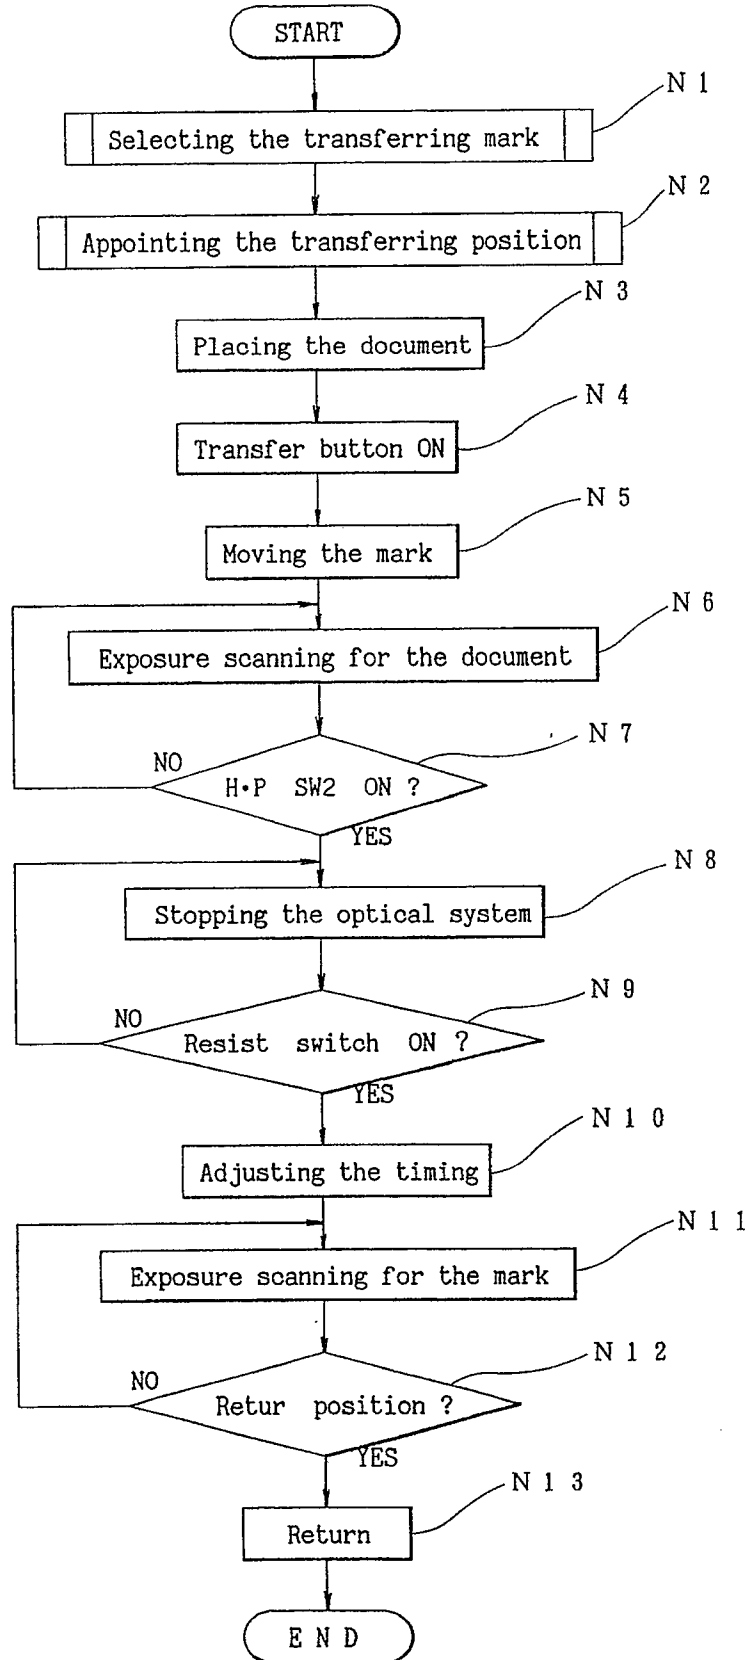 START
N 1
Selecting the transferring mark
N 2
Appointing the transferring position
N 3
Placing the document
N 4
Transfer button ON
N 5
Moving the mark
N 6
Exposure scanning for the document
N 7
NO
H•P SW2 ON ?
YES
N 8
Stopping the optical system
N 9
NO
Resist switch ON ?
YES
N 1 0
Adjusting the timing
N 1 1
Exposure scanning for the mark
N 1 2
NO
Retur position ?
YES
N 1 3
Return
E N D